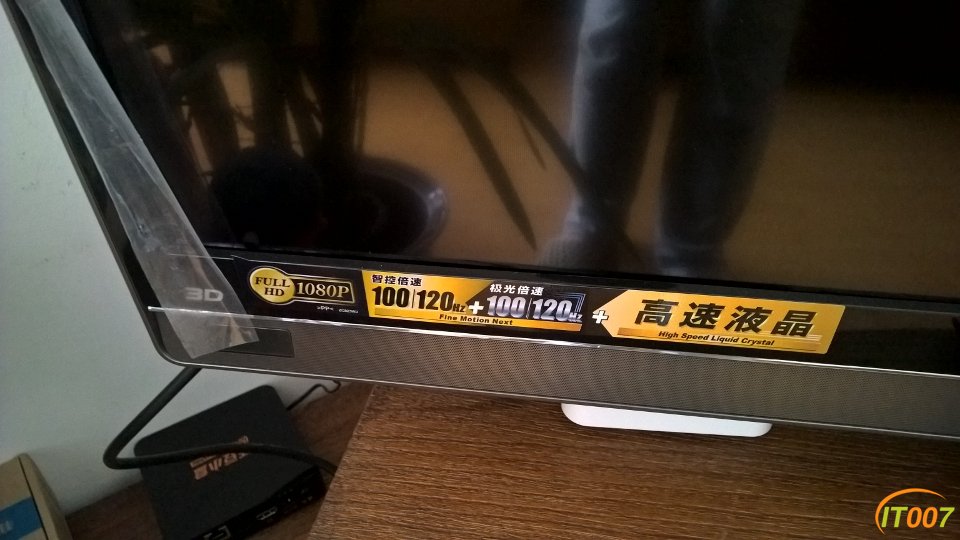 3D
FULL HD 1080P
智控倍速
100|120Hz
+
极光倍速
100|120Hz
Fine Motion Next
+
高速液晶
High Speed Liquid Crystal
IT007